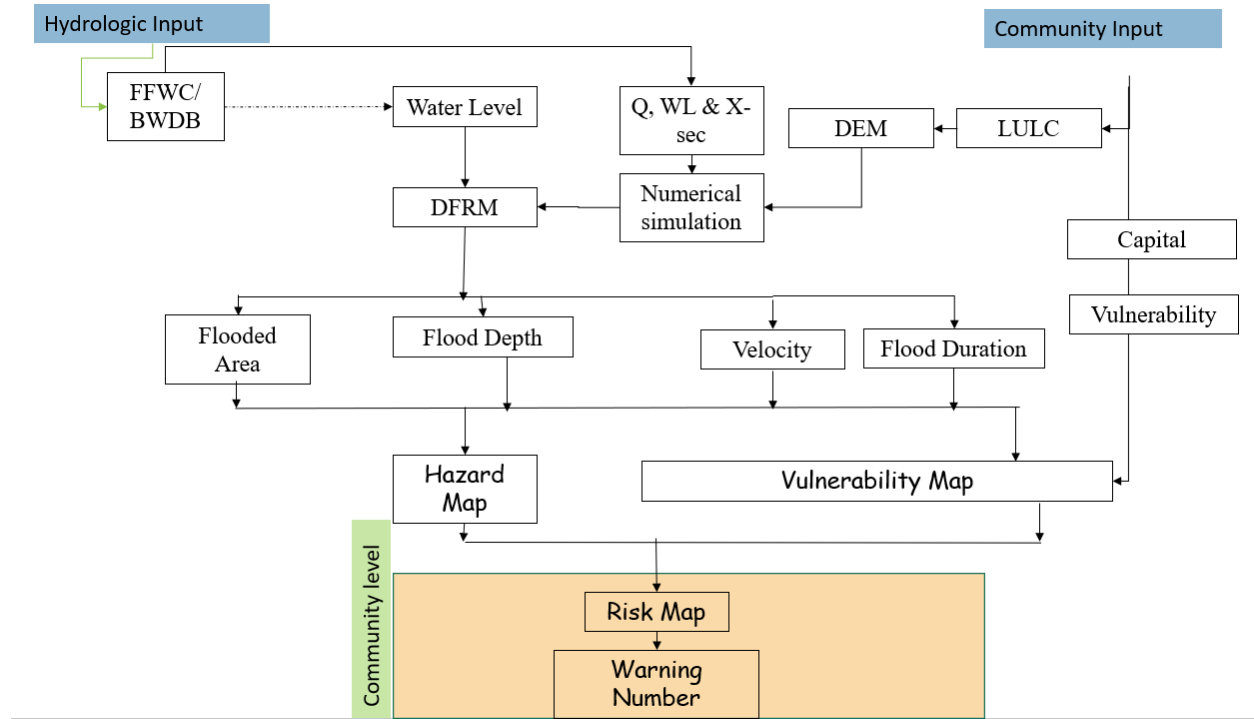 Hydrologic Input
Community Input
FFWC/
BWDB
Water Level
Q, WL & X-
sec
DEM
LULC
DFRM
Numerical
simulation
Capital
Vulnerability
Flooded
Area
Flood Depth
Velocity
Flood Duration
Hazard
Map
Vulnerability Map
Community level
Risk Map
Warning
Number